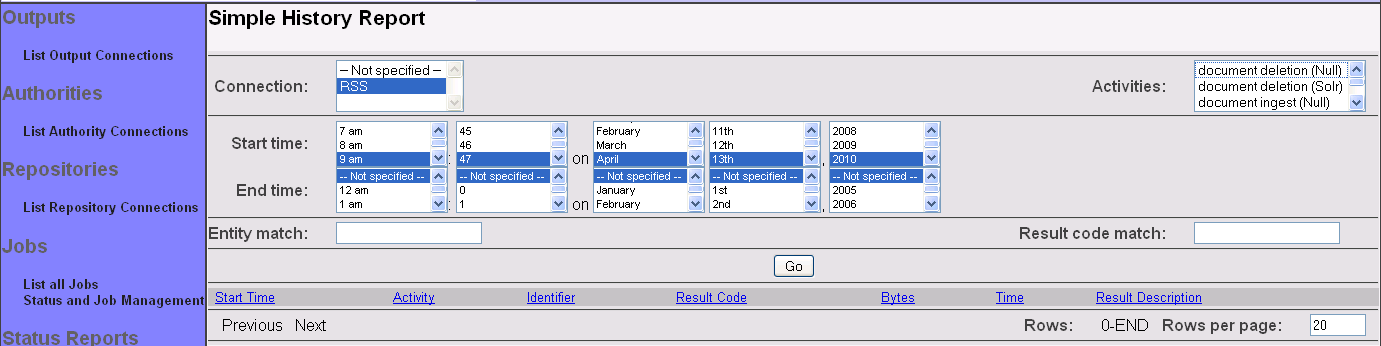 Outputs
List Output Connections
Authorities
List Authority Connections
Repositories
List Repository Connections
Jobs
List all Jobs
Status and Job Management
Status Reports
Simple History Report
Connection:
-- Not specified --
RSS
Activities:
document deletion (Null)
document deletion (Solr)
document ingest (Null)
Start time:
7 am 45 February 11th 2008
8 am 46 March 12th 2009
9 am : 47 on April 13th , 2010
End time:
-- Not specified -- -- Not specified -- -- Not specified -- -- Not specified -- -- Not specified --
12 am 0 January 1st 2005
1 am : 1 on February 2nd , 2006
Entity match: Result code match:
Go
Start Time Activity Identifier Result Code Bytes Time Result Description
Previous Next Rows: 0-END Rows per page: 20